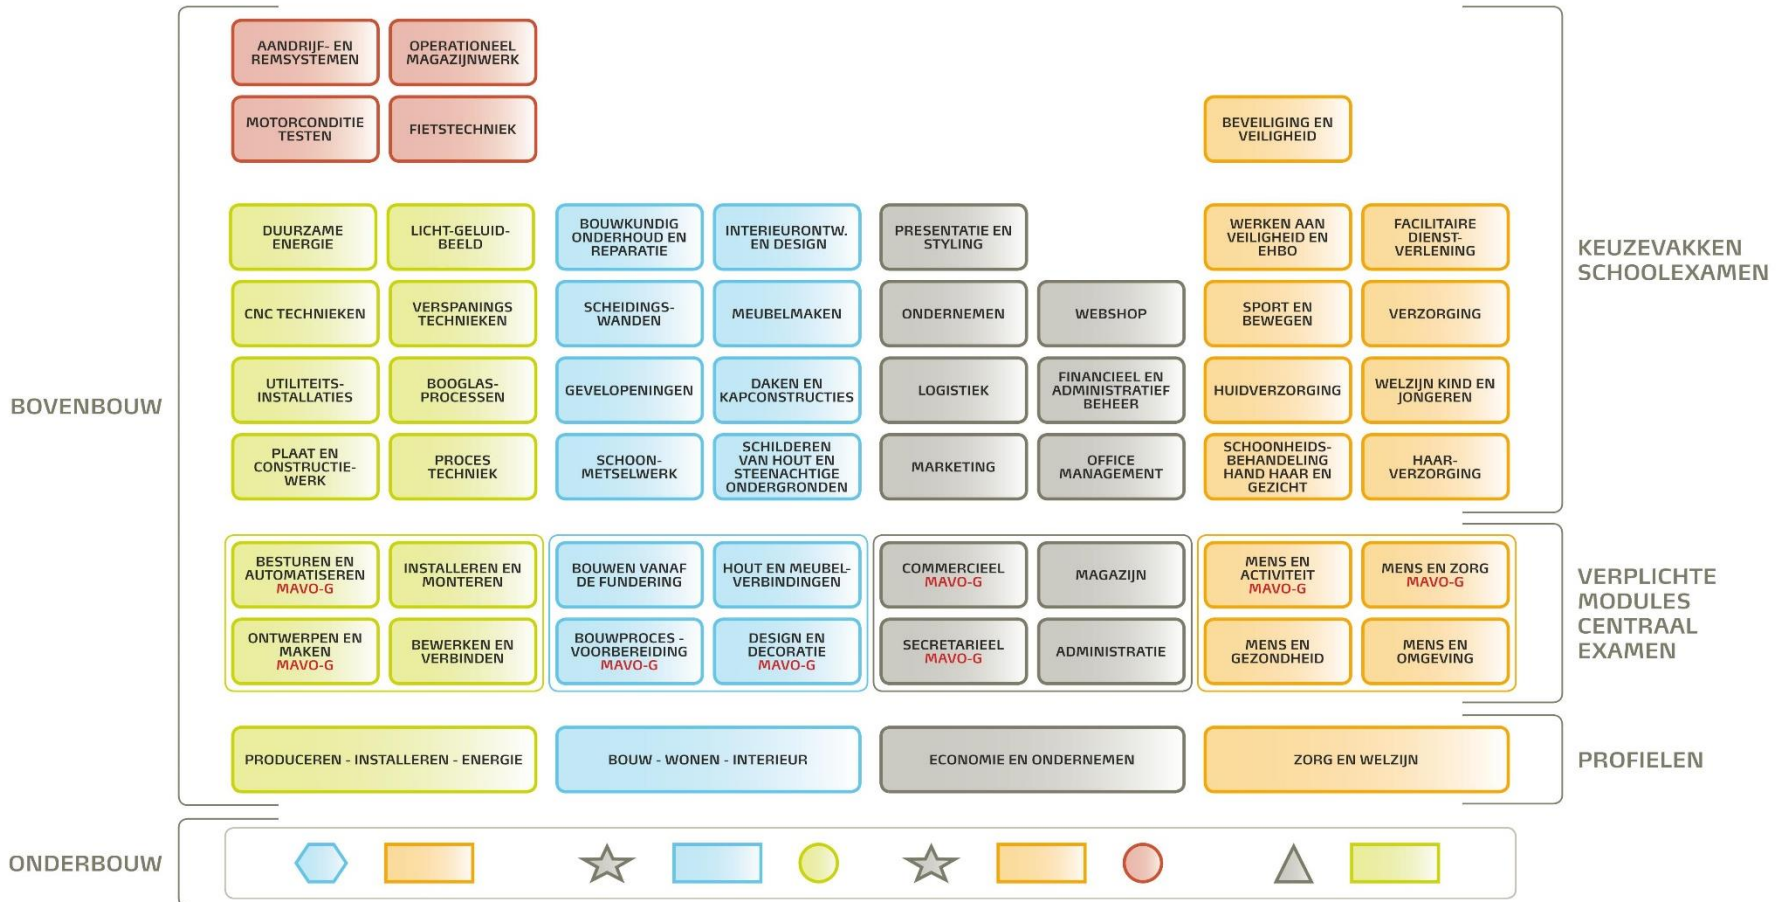 AANDRIJF- EN
REMSYSTEMEN
OPERATIONEEL
MAGAZIJNWERK
MOTORCONDITIE
TESTEN
FIETSTECHNIEK
BEVEILIGING EN
VEILIGHEID
DUURZAME
ENERGIE
LICHT-GELUID-
BEELD
BOUWKUNDIG
ONDERHOUD EN
REPARATIE
INTERIEURONTW.
EN DESIGN
PRESENTATIE EN
STYLING
WERKEN AAN
VEILIGHEID EN
EHBO
FACILITAIRE
DIENST-
VERLENING
KEUZEVAKKEN
SCHOOLEXAMEN
CNC TECHNIEKEN
VERSPANINGS
TECHNIEKEN
SCHEIDINGS-
WANDEN
MEUBELMAKEN
ONDERNEMEN
WEBSHOP
SPORT EN
BEWEGEN
VERZORGING
BOVENBOUW
UTILITEITS-
INSTALLATIES
BOOGLAS-
PROCESSEN
GEVELOPENINGEN
DAKEN EN
KAPCONSTRUCTIES
LOGISTIEK
FINANCIEEL EN
ADMINISTRATIEF
BEHEER
HUIDVERZORGING
WELZIJN KIND EN
JONGEREN
PLAAT EN
CONSTRUCTIE-
WERK
PROCES
TECHNIEK
SCHOON-
METSELWERK
SCHILDEREN
VAN HOUT EN
STEENACHTIGE
ONDERGRONDEN
MARKETING
OFFICE
MANAGEMENT
SCHOONHEIDS-
BEHANDELING
HAND HAAR EN
GEZICHT
HAAR-
VERZORGING
BESTUREN EN
AUTOMATISEREN
MAVO-G
INSTALLEREN EN
MONTEREN
BOUWEN VANAF
DE FUNDERING
HOUT EN MEUBEL-
VERBINDINGEN
COMMERCIEEL
MAVO-G
MAGAZIJN
MENS EN
ACTIVITEIT
MAVO-G
MENS EN ZORG
MAVO-G
VERPLICHTE
MODULES
CENTRAAL
EXAMEN
ONTWERPEN EN
MAKEN
MAVO-G
BEWERKEN EN
VERBINDEN
BOUWPROCES -
VOORBEREIDING
MAVO-G
DESIGN EN
DECORATIE
MAVO-G
SECRETARIEEL
MAVO-G
ADMINISTRATIE
MENS EN
GEZONDHEID
MENS EN
OMGEVING
PRODUCEREN - INSTALLEREN - ENERGIE
BOUW - WONEN - INTERIEUR
ECONOMIE EN ONDERNEMEN
ZORG EN WELZIJN
PROFIELEN
ONDERBOUW